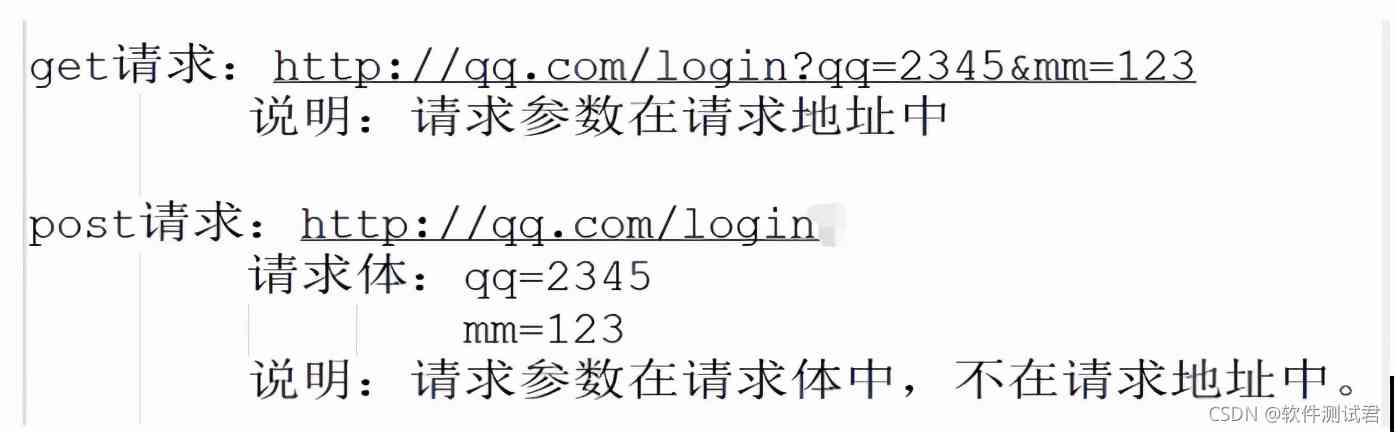 get请求：http://qq.com/login?qq=2345&mm=123
说明：请求参数在请求地址中
post请求：http://qq.com/login
请求体：qq=2345
mm=123
说明：请求参数在请求体中，不在请求地址中。
CSDN @软件测试君